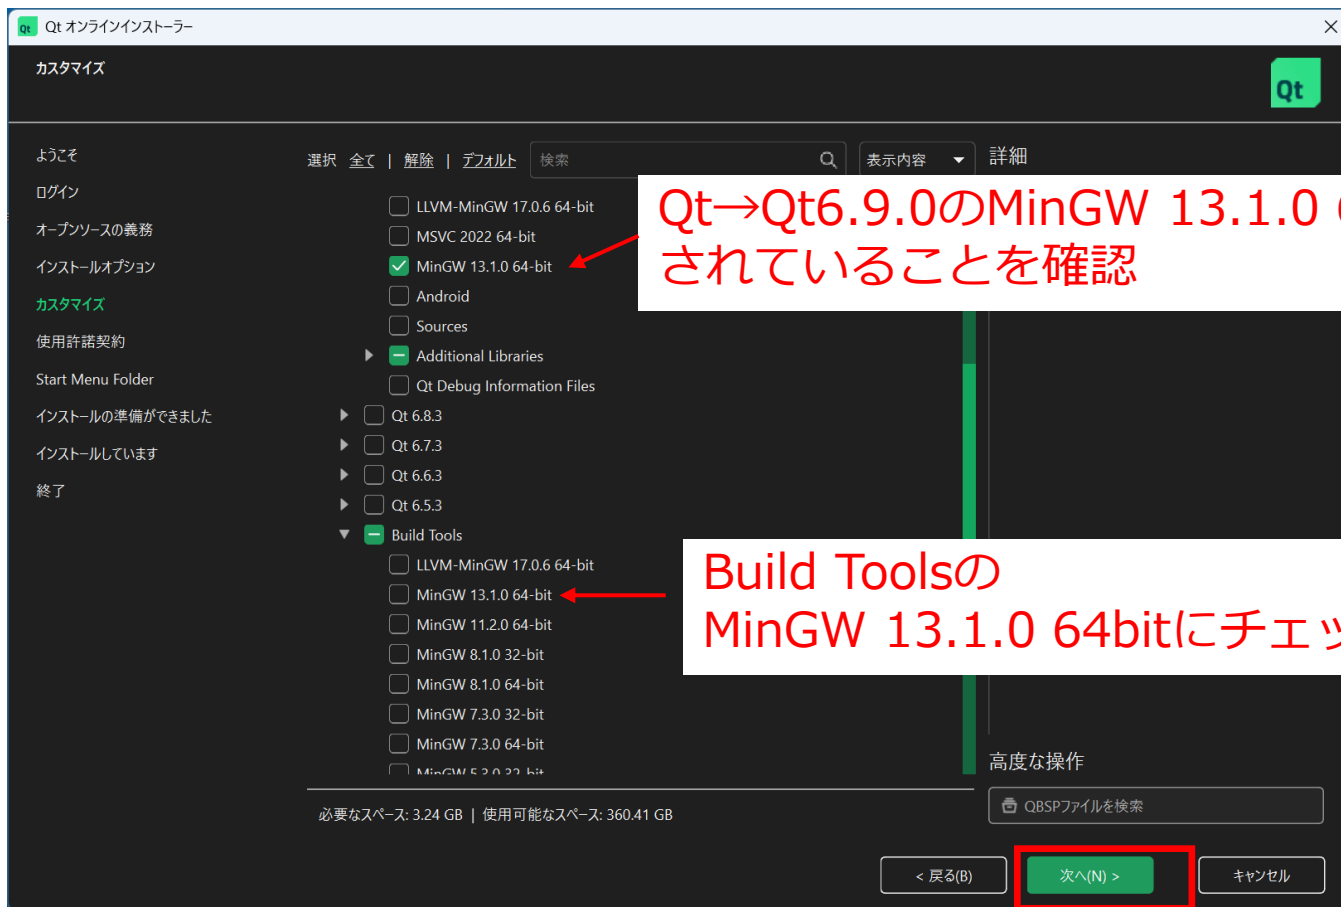 Qt オンラインインストーラー
カスタマイズ
Qt
ようこそ
ログイン
オープンソースの義務
インストールオプション
カスタマイズ
使用許諾契約
Start Menu Folder
インストールの準備ができました
インストールしています
終了
選択 全て | 解除 | デフォルト 検索 表示内容
LLVM-MinGW 17.0.6 64-bit
MSVC 2022 64-bit
MinGW 13.1.0 64-bit
Android
Sources
Additional Libraries
Qt Debug Information Files
Qt 6.8.3
Qt 6.7.3
Qt 6.6.3
Qt 6.5.3
Build Tools
LLVM-MinGW 17.0.6 64-bit
MinGW 13.1.0 64-bit
MinGW 11.2.0 64-bit
MinGW 8.1.0 32-bit
MinGW 8.1.0 64-bit
MinGW 7.3.0 32-bit
MinGW 7.3.0 64-bit
MinGW 5.3.0 32-bit
Qt→Qt6.9.0のMinGW 13.1.0
されていることを確認
Build Toolsの
MinGW 13.1.0 64bitにチェッ
必要なスペース: 3.24 GB | 使用可能なスペース: 360.41 GB
詳細
高度な操作
QBSPファイルを検索
< 戻る(B)
次へ(N) >
キャンセル